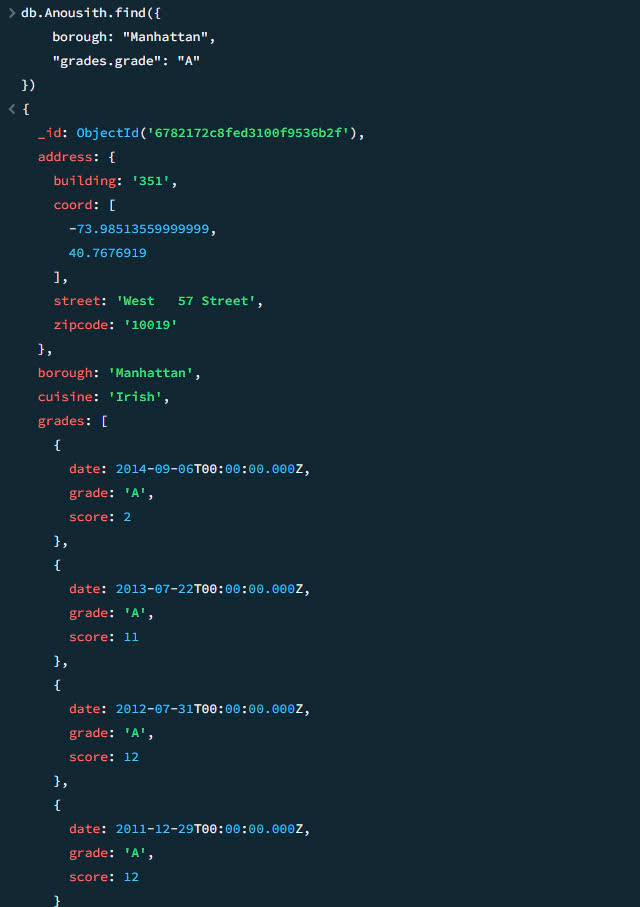 > db.Anousith.find({
    borough: "Manhattan",
    "grades.grade": "A"
})
< {
  _id: ObjectId('6782172c8fed3100f9536b2f'),
  address: {
    building: '351',
    coord: [
      -73.98513559999999,
      40.7676919
    ],
    street: 'West   57 Street',
    zipcode: '10019'
  },
  borough: 'Manhattan',
  cuisine: 'Irish',
  grades: [
    {
      date: 2014-09-06T00:00:00.000Z,
      grade: 'A',
      score: 2
    },
    {
      date: 2013-07-22T00:00:00.000Z,
      grade: 'A',
      score: 11
    },
    {
      date: 2012-07-31T00:00:00.000Z,
      grade: 'A',
      score: 12
    },
    {
      date: 2011-12-29T00:00:00.000Z,
      grade: 'A',
      score: 12
    }